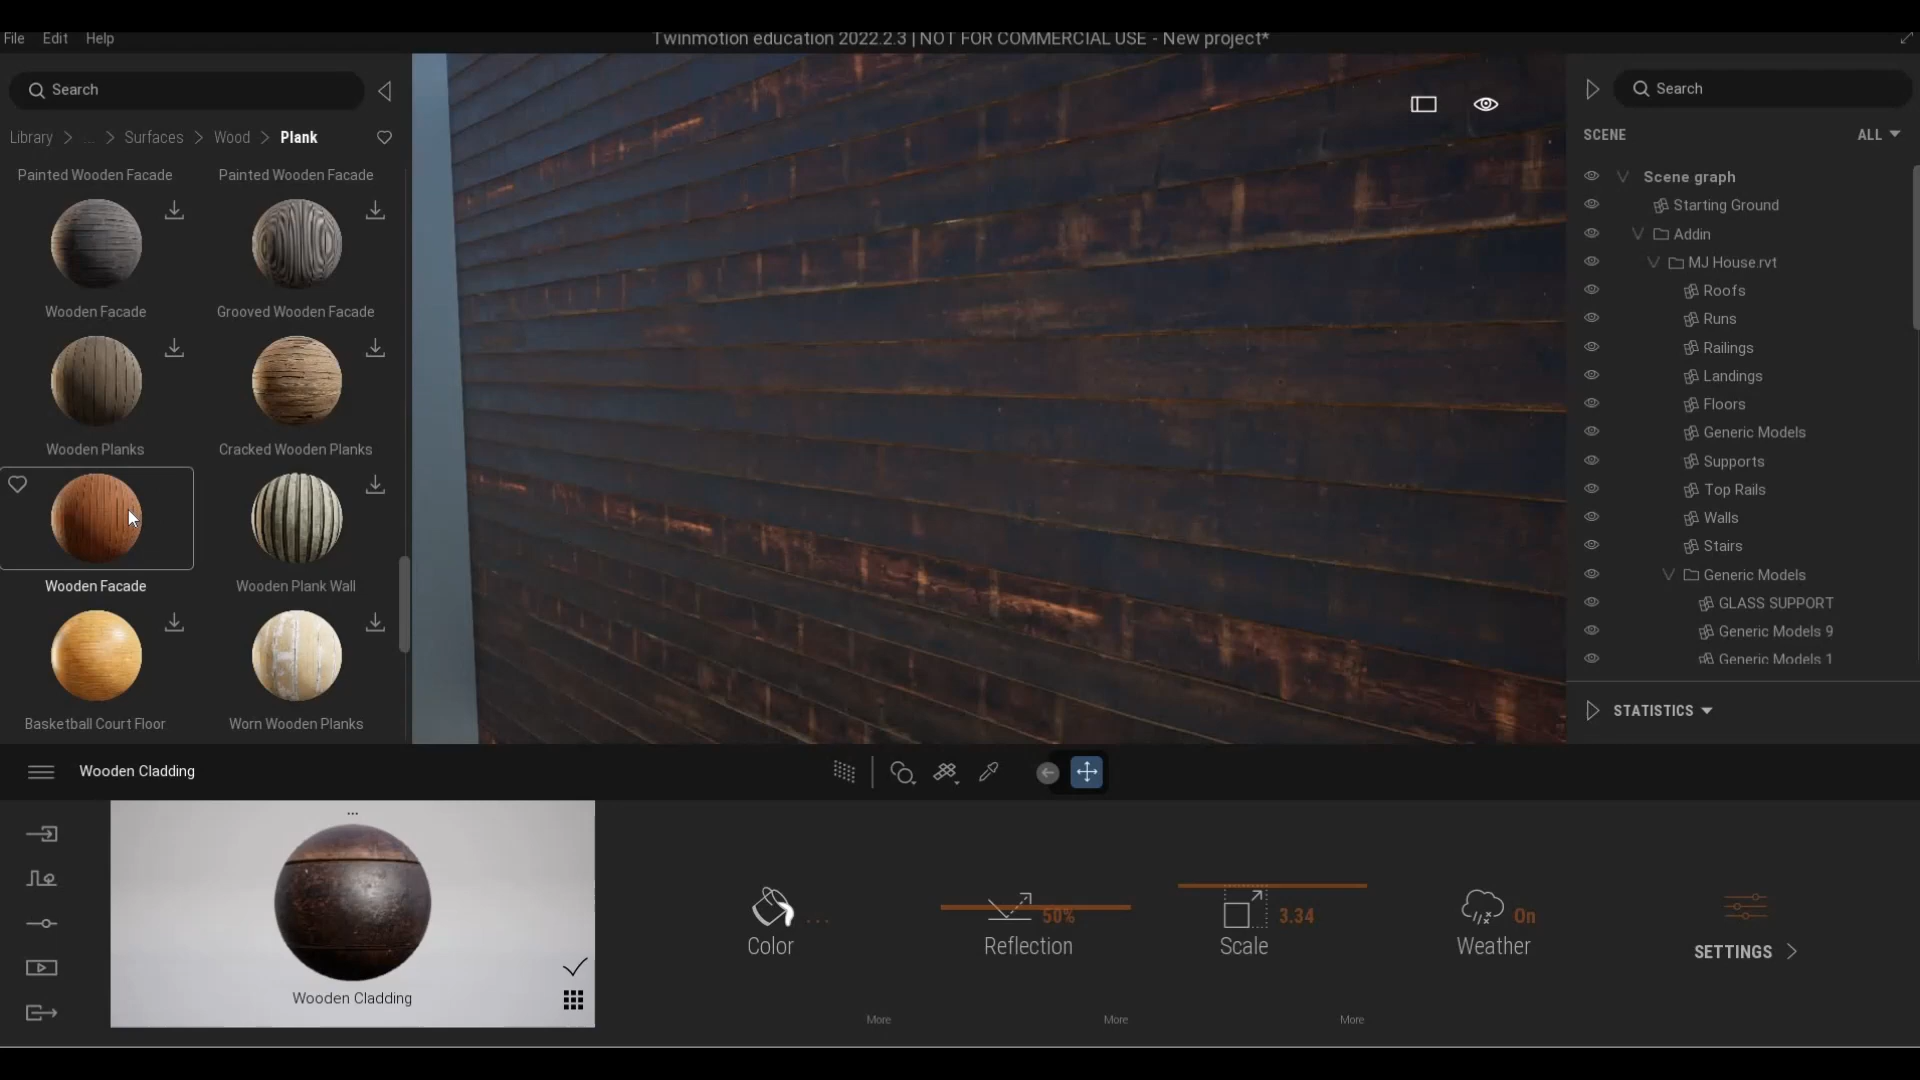 Twinmotion education 2022.2.3 | NOT FOR COMMERCIAL USE - New project*
File Edit Help
Search
Library > ... > Surfaces > Wood > Plank
Painted Wooden Facade Painted Wooden Facade
Wooden Facade Grooved Wooden Facade
Wooden Planks Cracked Wooden Planks
Wooden Facade Wooden Plank Wall
Basketball Court Floor Worn Wooden Planks
Search
SCENE ALL
Scene graph
Starting Ground
Addin
MJ House.rvt
Roofs
Runs
Railings
Landings
Floors
Generic Models
Supports
Top Rails
Walls
Stairs
Generic Models
GLASS SUPPORT
Generic Models 9
Generic Models 1
STATISTICS
Wooden Cladding
...
Wooden Cladding
...
Color
More
50%
Reflection
More
3.34
Scale
More
On
Weather
SETTINGS